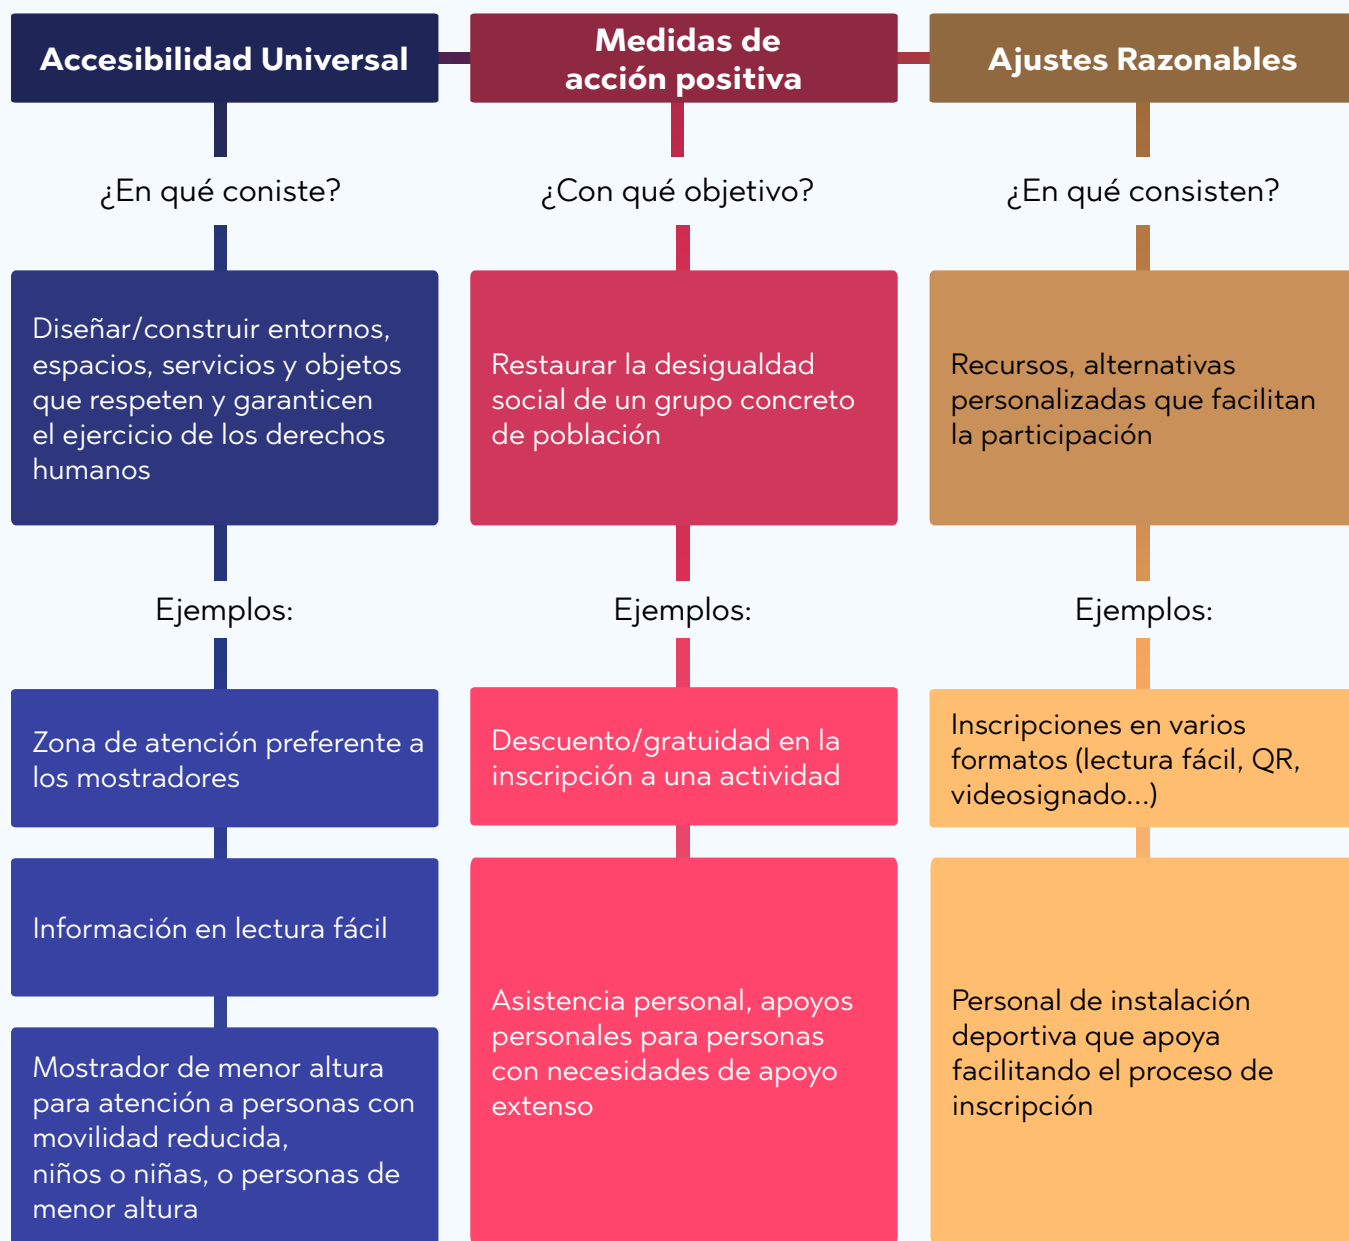 Accesibilidad Universal
¿En qué coniste?
Diseñar/construir entornos,
espacios, servicios y objetos
que respeten y garanticen
el ejercicio de los derechos
humanos
Ejemplos:
Zona de atención preferente a
los mostradores
Información en lectura fácil
Mostrador de menor altura
para atención a personas con
movilidad reducida,
niños o niñas, o personas de
menor altura
Medidas de
acción positiva
¿Con qué objetivo?
Restaurar la desigualdad
social de un grupo concreto
de población
Ejemplos:
Descuento/gratuidad en la
inscripción a una actividad
Asistencia personal, apoyos
personales para personas
con necesidades de apoyo
extenso
Ajustes Razonables
¿En qué consisten?
Recursos, alternativas
personalizadas que facilitan
la participación
Ejemplos:
Inscripciones en varios
formatos (lectura fácil, QR,
videosignado...)
Personal de instalación
deportiva que apoya
facilitando el proceso de
inscripción